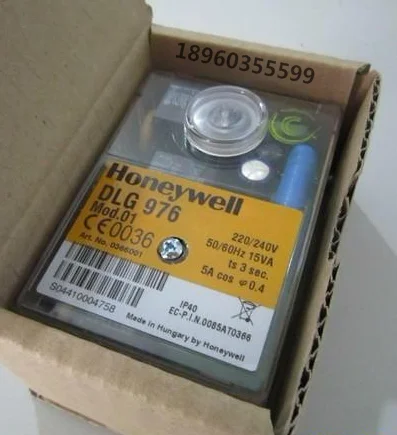 18960355599
Honeywell
DLG 976
Mod.01
CE0036
Art. No. 0566001
220/240V
50/60Hz 15VA
ts 3 sec.
5A cos φ 0.4
S04410004758
IP40
EC-P.I.N.0085AT0366
Made in Hungary by Honeywell